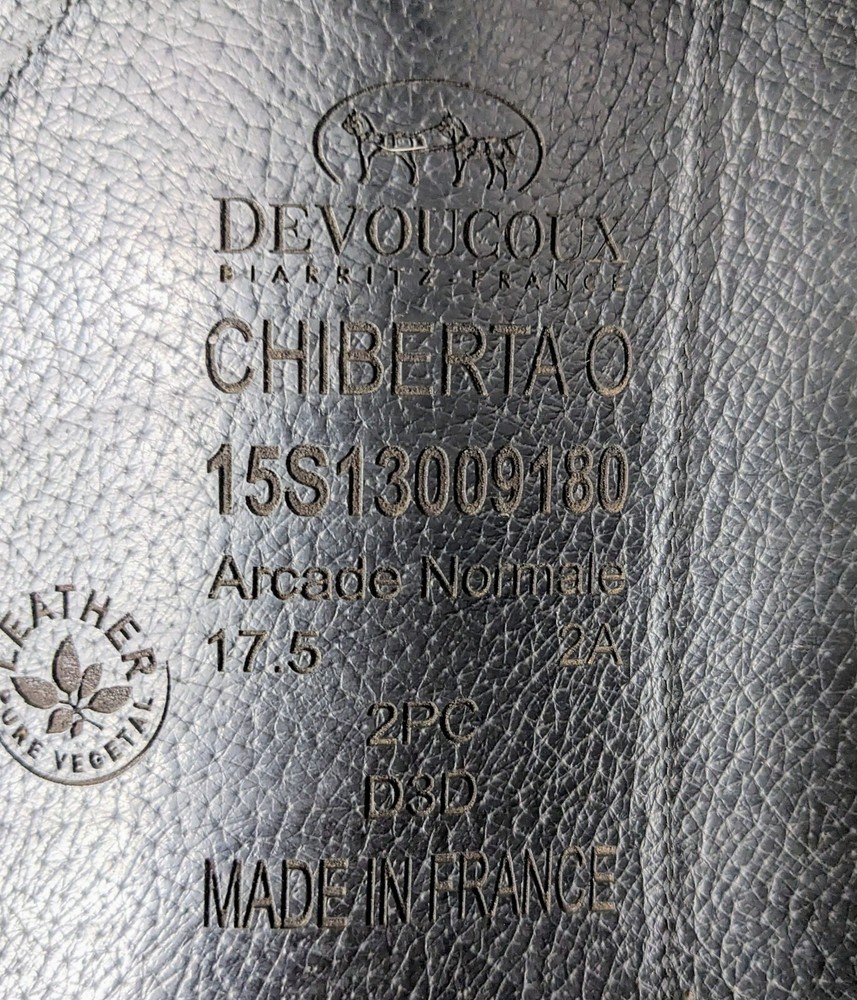 DEVOUCOUX
BIARRITZ-FRANCE
CHIBERTA O
15S13009180
Arcade Normale
17.5 2A
2PC
D3D
MADE IN FRANCE
LEATHER
PURE VEGETAL